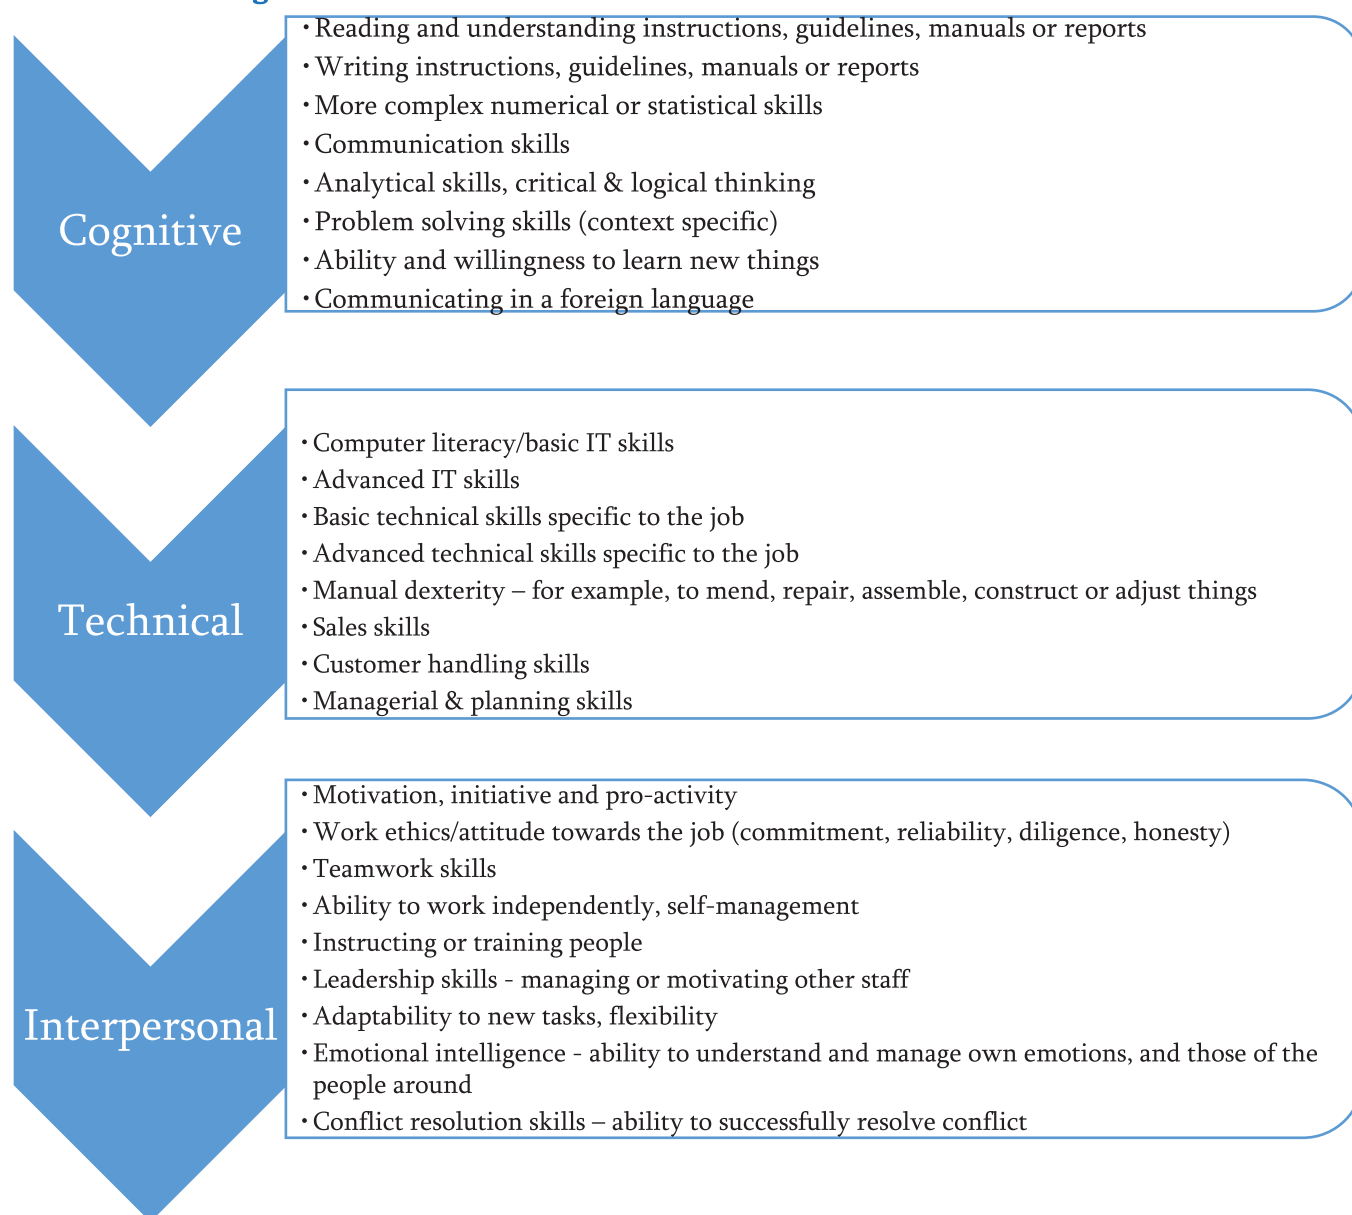 Cognitive
• Reading and understanding instructions, guidelines, manuals or reports
• Writing instructions, guidelines, manuals or reports
• More complex numerical or statistical skills
• Communication skills
• Analytical skills, critical & logical thinking
• Problem solving skills (context specific)
• Ability and willingness to learn new things
• Communicating in a foreign language
Technical
• Computer literacy/basic IT skills
• Advanced IT skills
• Basic technical skills specific to the job
• Advanced technical skills specific to the job
• Manual dexterity – for example, to mend, repair, assemble, construct or adjust things
• Sales skills
• Customer handling skills
• Managerial & planning skills
Interpersonal
• Motivation, initiative and pro-activity
• Work ethics/attitude towards the job (commitment, reliability, diligence, honesty)
• Teamwork skills
• Ability to work independently, self-management
• Instructing or training people
• Leadership skills - managing or motivating other staff
• Adaptability to new tasks, flexibility
• Emotional intelligence - ability to understand and manage own emotions, and those of the
people around
• Conflict resolution skills – ability to successfully resolve conflict